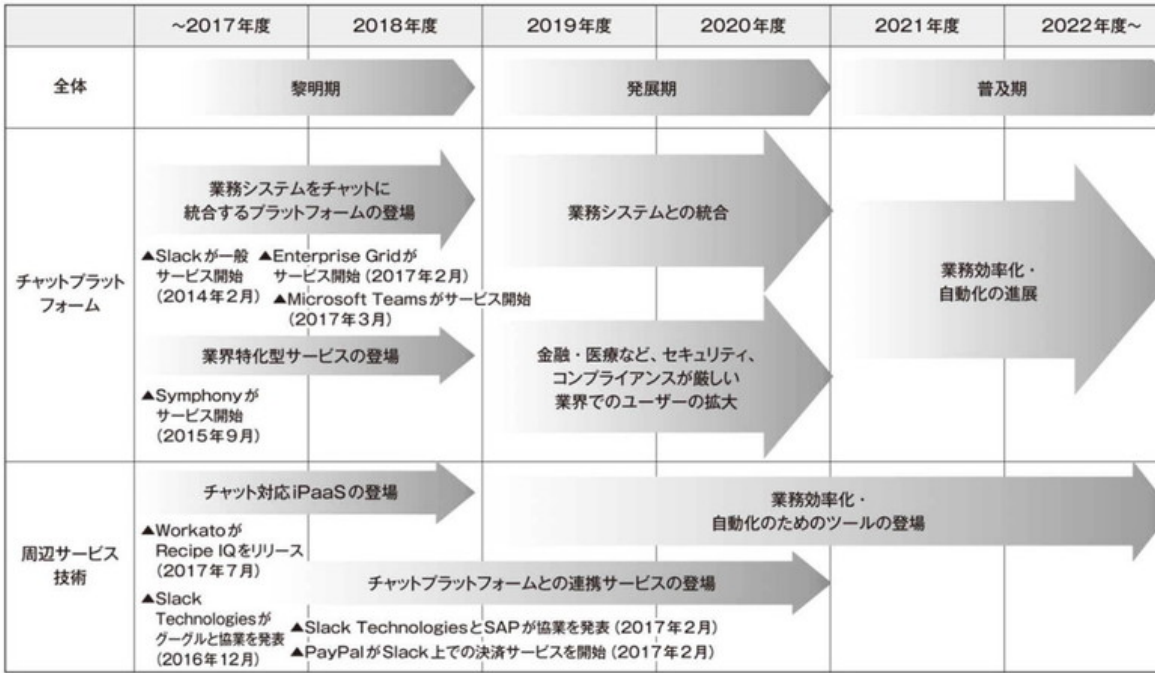 ～2017年度
2018年度
2019年度
2020年度
2021年度
2022年度～
全体
黎明期
発展期
普及期
チャットプラット
フォーム
業務システムをチャットに
統合するプラットフォームの登場
▲Slackが一般
サービス開始
(2014年2月)
▲Enterprise Gridが
サービス開始(2017年2月)
▲Microsoft Teamsがサービス開始
(2017年3月)
業界特化型サービスの登場
▲Symphonyが
サービス開始
(2015年9月)
業務システムとの統合
金融・医療など、セキュリティ、
コンプライアンスが厳しい
業界でのユーザーの拡大
業務効率化・
自動化の進展
周辺サービス
技術
チャット対応iPaaSの登場
▲Workatoが
Recipe IQをリリース
(2017年7月)
業務効率化・
自動化のためのツールの登場
チャットプラットフォームとの連携サービスの登場
▲Slack
Technologiesが
グーグルと協業を発表
(2016年12月)
▲Slack TechnologiesとSAPが協業を発表(2017年2月)
▲PayPalがSlack上での決済サービスを開始(2017年2月)